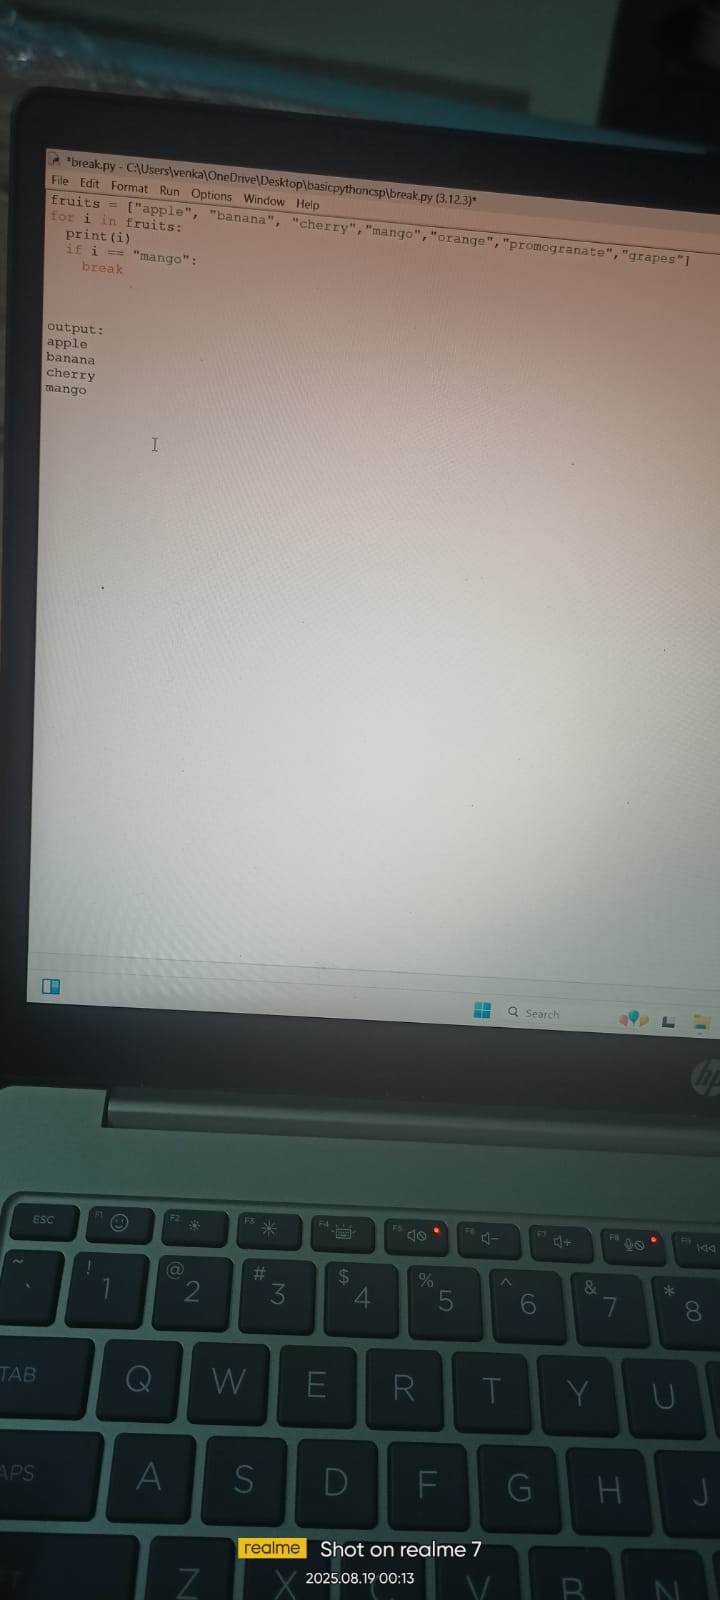 *break.py - C:\Users\venka\OneDrive\Desktop\basicpythoncsp\break.py (3.12.3)*
File Edit Format Run Options Window Help
fruits = ["apple", "banana", "cherry","mango","orange","promogranate","grapes"]
for i in fruits:
  print(i)
  if i == "mango":
    break
output:
apple
banana
cherry
mango
Search
hp
ESC F1 F2 F3 F4 F5 F6 F7 F8 F9
~ ! @ # $ % ^ & *
` 1 2 3 4 5 6 7 8
TAB Q W E R T Y U
APS A S D F G H J
Z X C V B N
realme Shot on realme 7
2025.08.19 00:13